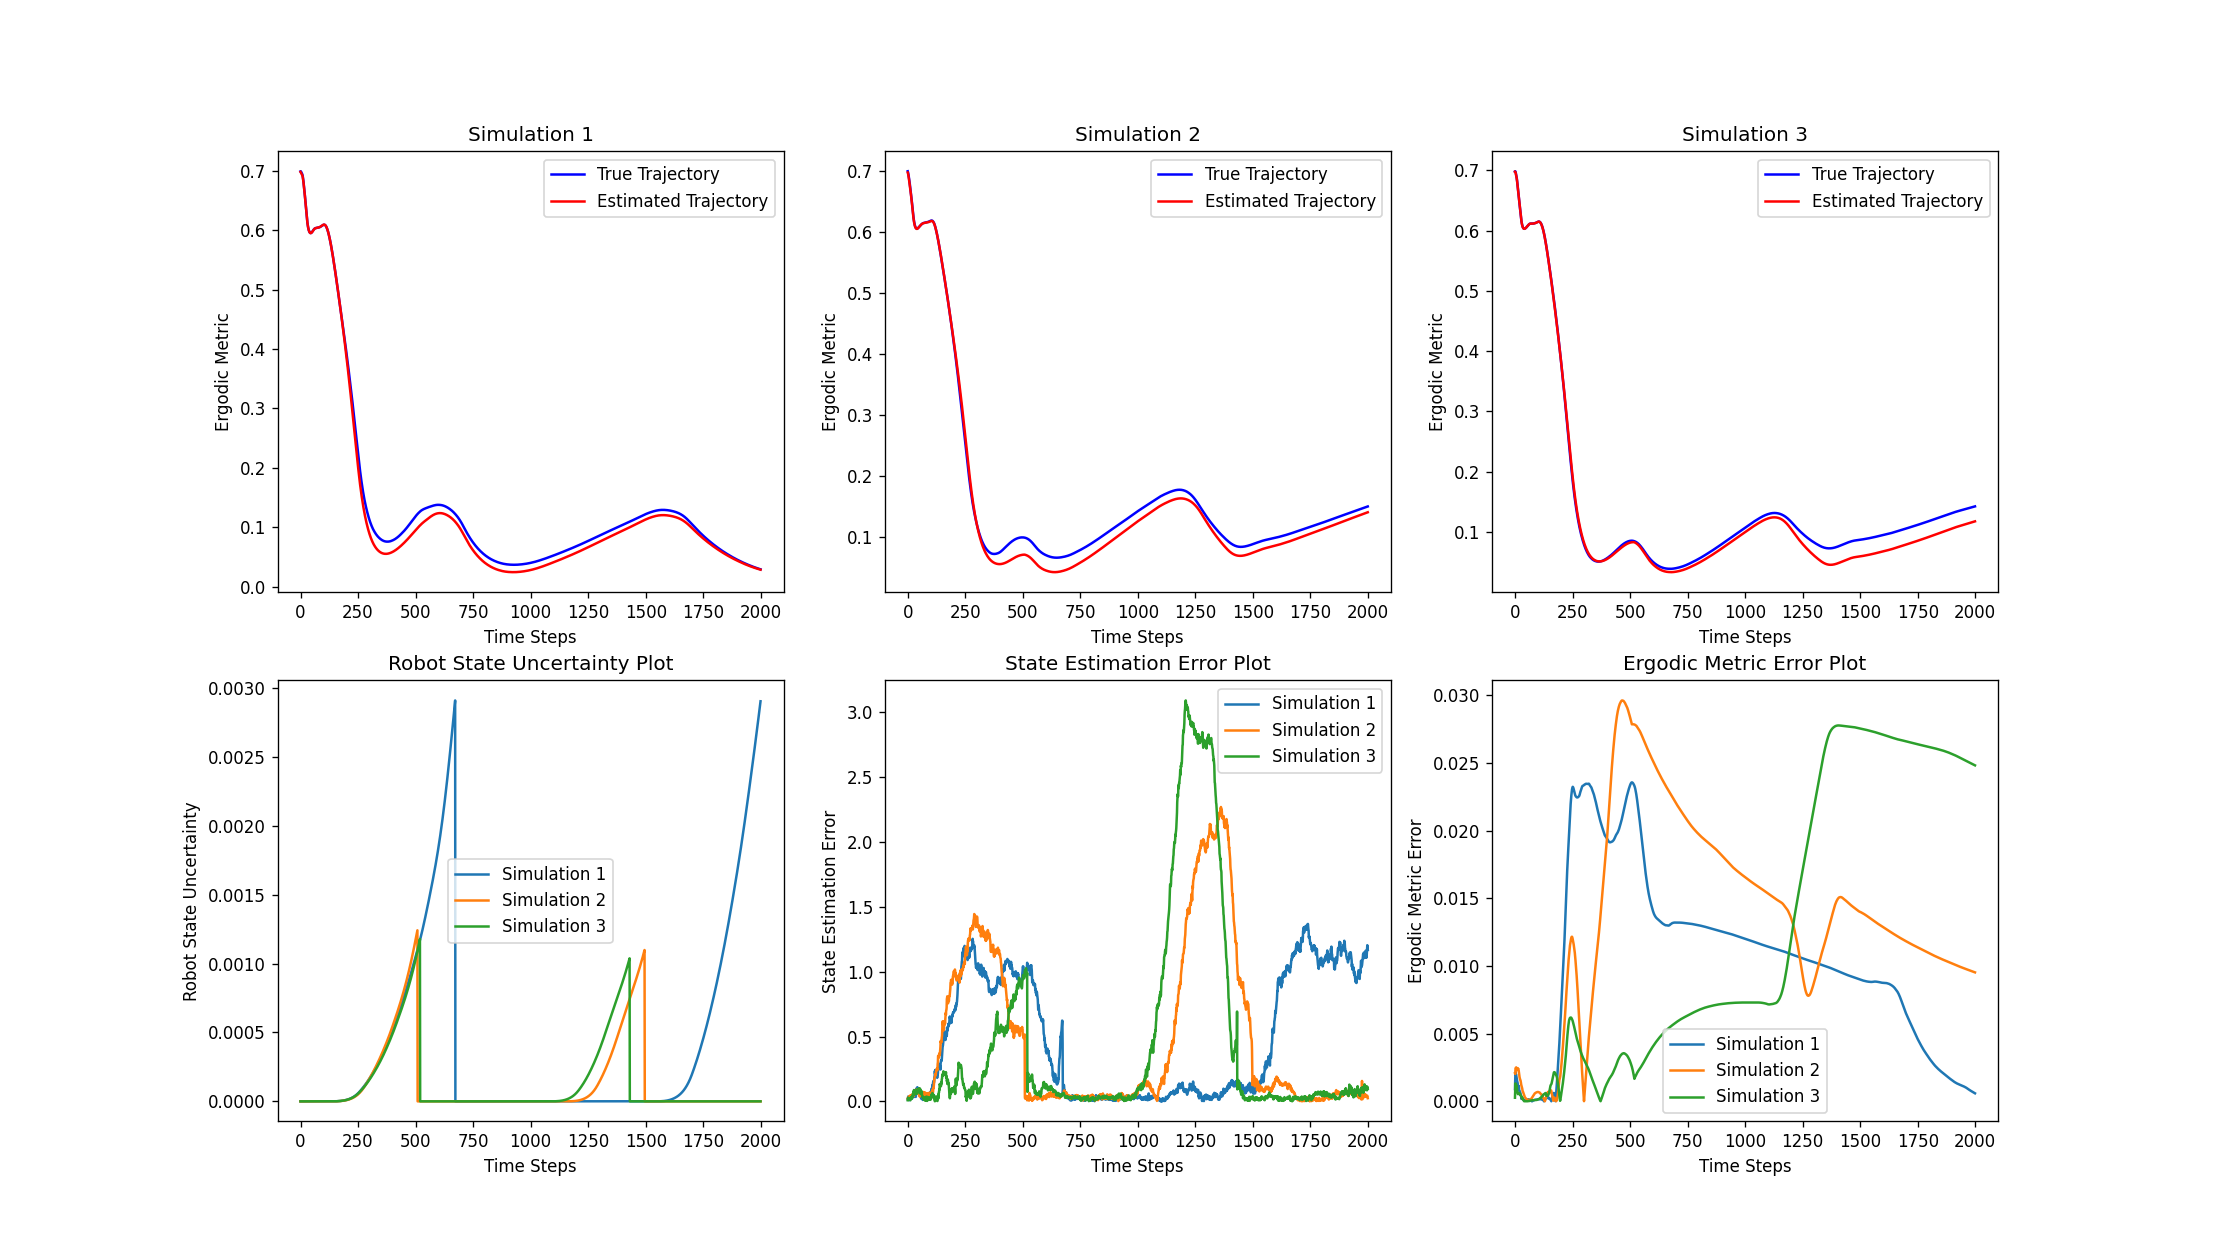 Simulation 1
Ergodic Metric
0.7
0.6
0.5
0.4
0.3
0.2
0.1
0.0
True Trajectory
Estimated Trajectory
0 250 500 750 1000 1250 1500 1750 2000
Time Steps
Simulation 2
Ergodic Metric
0.7
0.6
0.5
0.4
0.3
0.2
0.1
True Trajectory
Estimated Trajectory
0 250 500 750 1000 1250 1500 1750 2000
Time Steps
Simulation 3
Ergodic Metric
0.7
0.6
0.5
0.4
0.3
0.2
0.1
True Trajectory
Estimated Trajectory
0 250 500 750 1000 1250 1500 1750 2000
Time Steps
Robot State Uncertainty Plot
Robot State Uncertainty
0.0030
0.0025
0.0020
0.0015
0.0010
0.0005
0.0000
Simulation 1
Simulation 2
Simulation 3
0 250 500 750 1000 1250 1500 1750 2000
Time Steps
State Estimation Error Plot
State Estimation Error
3.0
2.5
2.0
1.5
1.0
0.5
0.0
Simulation 1
Simulation 2
Simulation 3
0 250 500 750 1000 1250 1500 1750 2000
Time Steps
Ergodic Metric Error Plot
Ergodic Metric Error
0.030
0.025
0.020
0.015
0.010
0.005
0.000
Simulation 1
Simulation 2
Simulation 3
0 250 500 750 1000 1250 1500 1750 2000
Time Steps